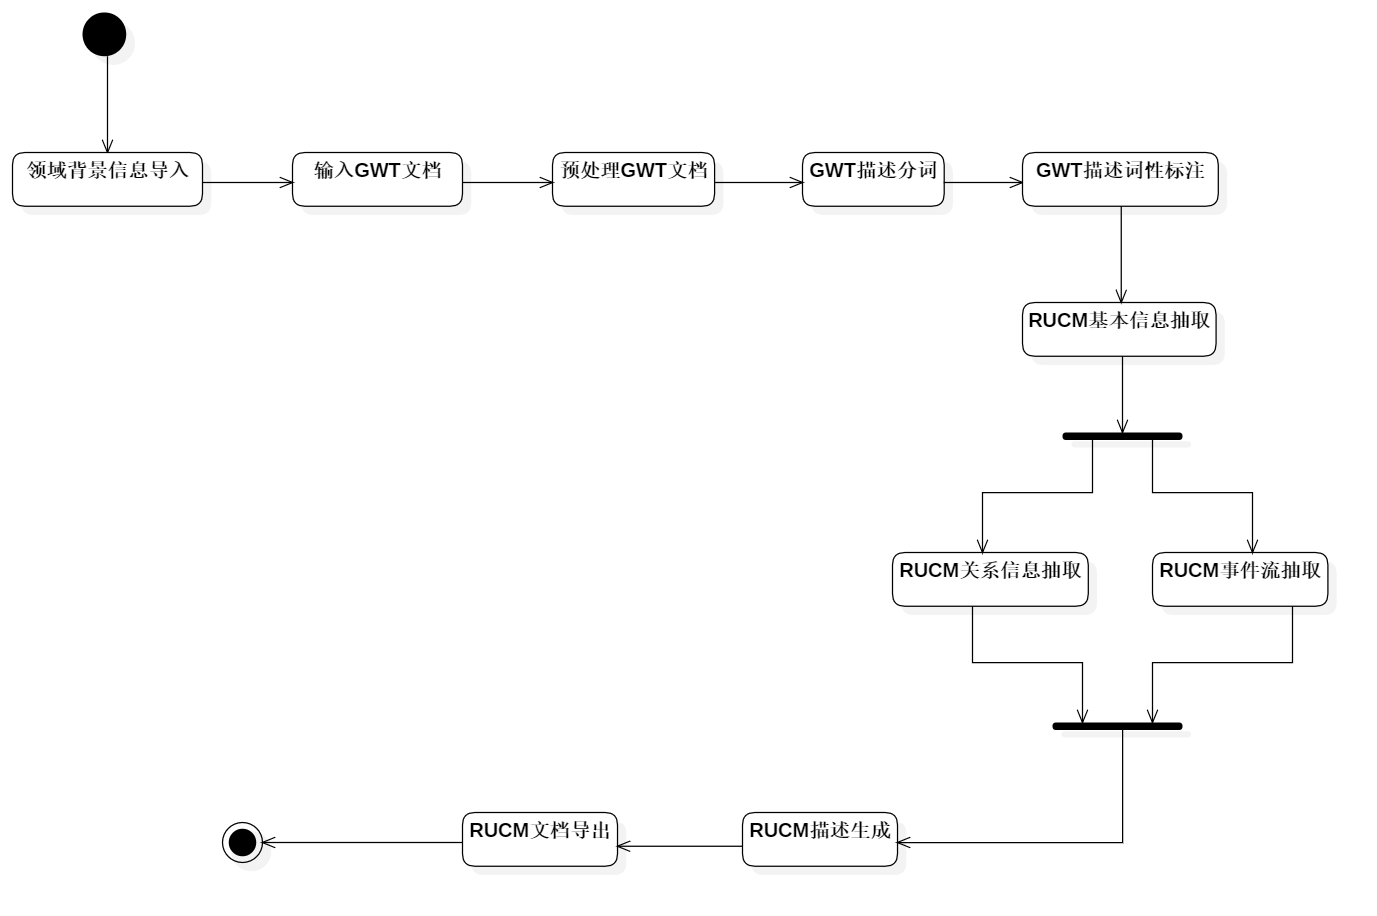 领域背景信息导入
输入GWT文档
预处理GWT文档
GWT描述分词
GWT描述词性标注
RUCM基本信息抽取
RUCM关系信息抽取
RUCM事件流抽取
RUCM描述生成
RUCM文档导出